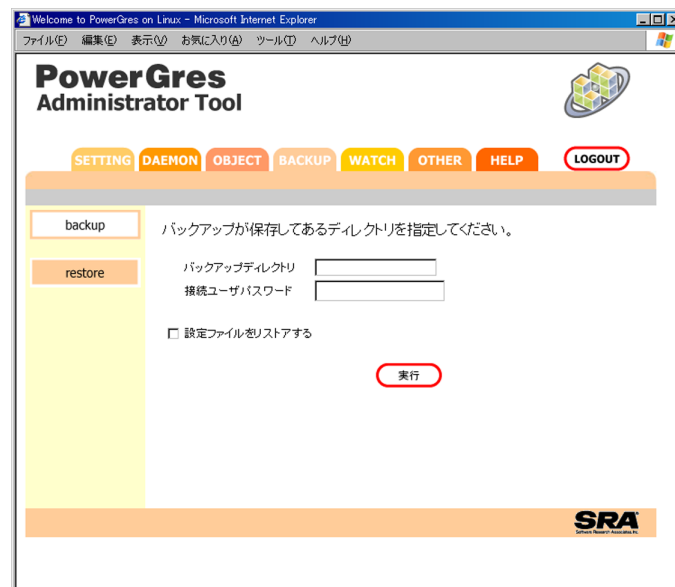 Welcome to PowerGres on Linux - Microsoft Internet Explorer
ファイル(F) 編集(E) 表示(V) お気に入り(A) ツール(T) ヘルプ(H)
PowerGres
Administrator Tool
SETTING DAEMON OBJECT BACKUP WATCH OTHER HELP LOGOUT
backup
restore
バックアップが保存してあるディレクトリを指定してください。
バックアップディレクトリ
接続ユーザパスワード
設定ファイルをリストアする
実行
SRA
Software Research Associates, Inc.